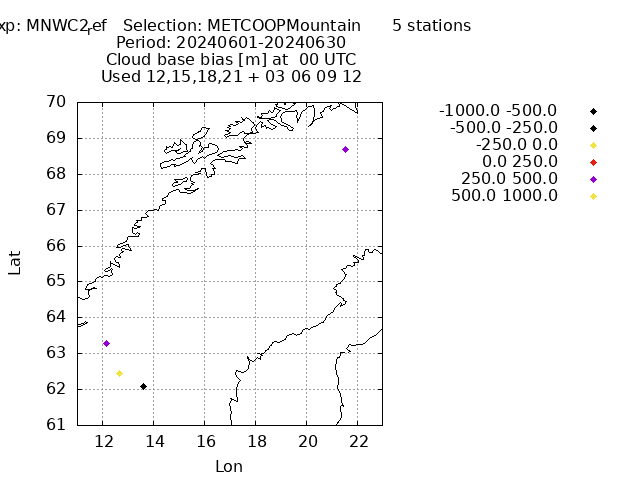 xp: MNWC2ref   Selection: METCOOPMountain   5 stations
Period: 20240601-20240630
Cloud base bias [m] at  00 UTC
Used 12,15,18,21 + 03 06 09 12
-1000.0 -500.0
-500.0 -250.0
-250.0 0.0
0.0 250.0
250.0 500.0
500.0 1000.0
70
69
68
67
66
65
64
63
62
61
Lat
12 14 16 18 20 22
Lon